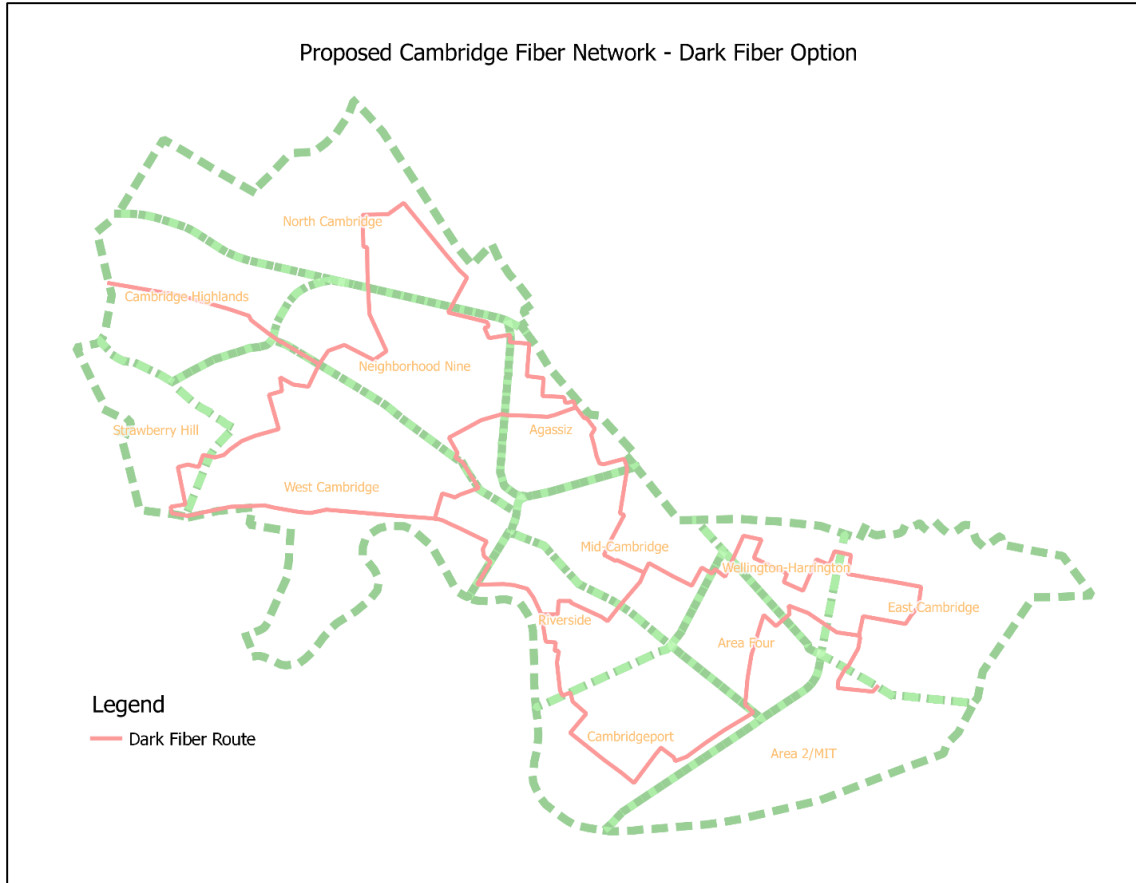 Proposed Cambridge Fiber Network - Dark Fiber Option
North Cambridge
Cambridge Highlands
Neighborhood Nine
Strawberry Hill
Agassiz
West Cambridge
Mid-Cambridge
Wellington-Harrington
East Cambridge
Riverside
Area Four
Cambridgeport
Area 2/MIT
Legend
Dark Fiber Route